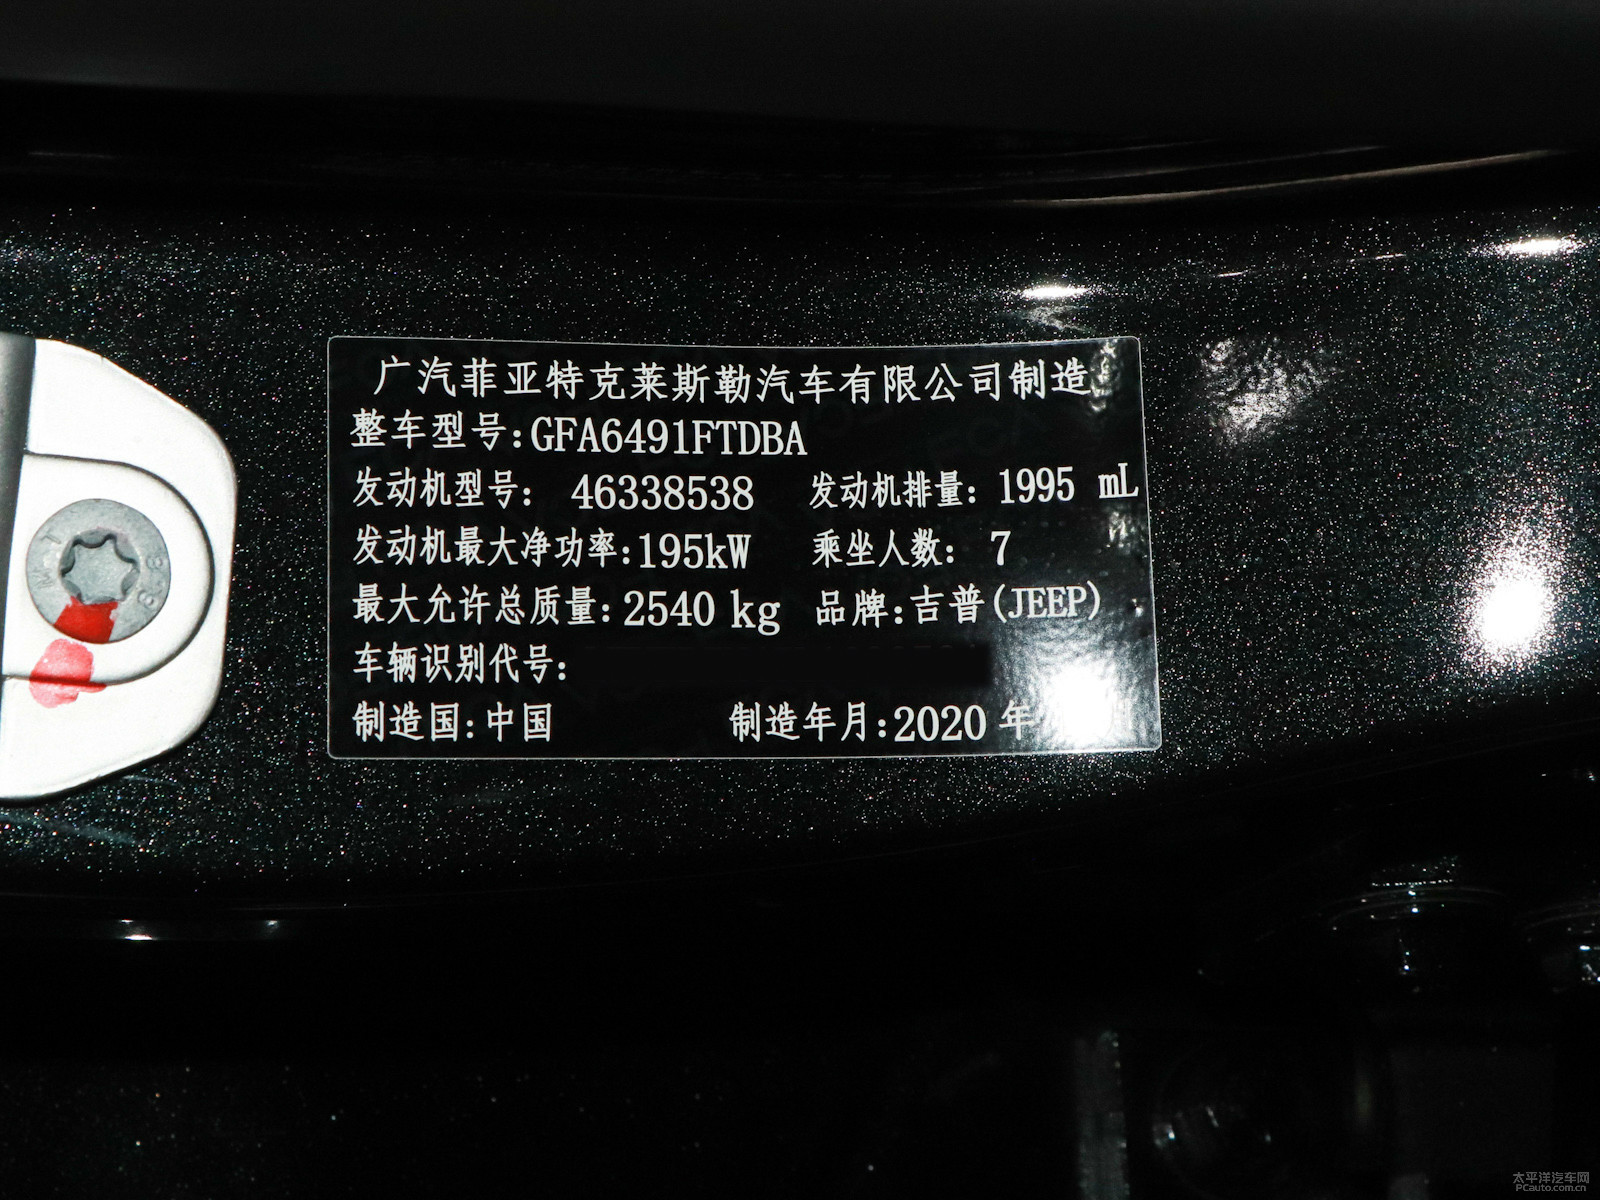 广汽菲亚特克莱斯勒汽车有限公司制造
整车型号:GFA6491FTDBA
发动机型号: 46338538 发动机排量: 1995 mL
发动机最大净功率:195kW 乘坐人数: 7
最大允许总质量:2540 kg 品牌:吉普(JEEP)
车辆识别代号:
制造国:中国 制造年月:2020 年
8.8
太平洋汽车网
PCauto.com.cn